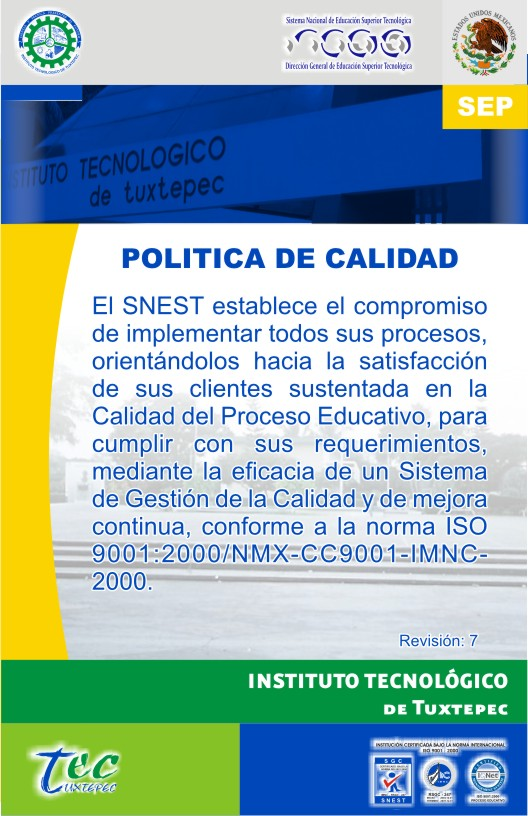 Sistema Nacional de Educación Superior Tecnológica
Dirección General de Educación Superior Tecnológica
ESTADOS UNIDOS MEXICANOS
SEP
TITUTO TECNOLOGICO
de tuxtepec
POLITICA DE CALIDAD
El SNEST establece el compromiso
de implementar todos sus procesos,
orientándolos hacia la satisfacción
de sus clientes sustentada en la
Calidad del Proceso Educativo, para
cumplir con sus requerimientos,
mediante la eficacia de un Sistema
de Gestión de la Calidad y de mejora
continua, conforme a la norma ISO
9001:2000/NMX-CC9001-IMNC-
2000.
Revisión: 7
INSTITUTO TECNOLÓGICO
DE TUXTEPEC
tec
TUXTEPEC
INSTITUCIÓN CERTIFICADA BAJO LA NORMA INTERNACIONAL
ISO 9001 : 2000
SGC
SNEST
IQNet
PROCESO EDUCATIVO